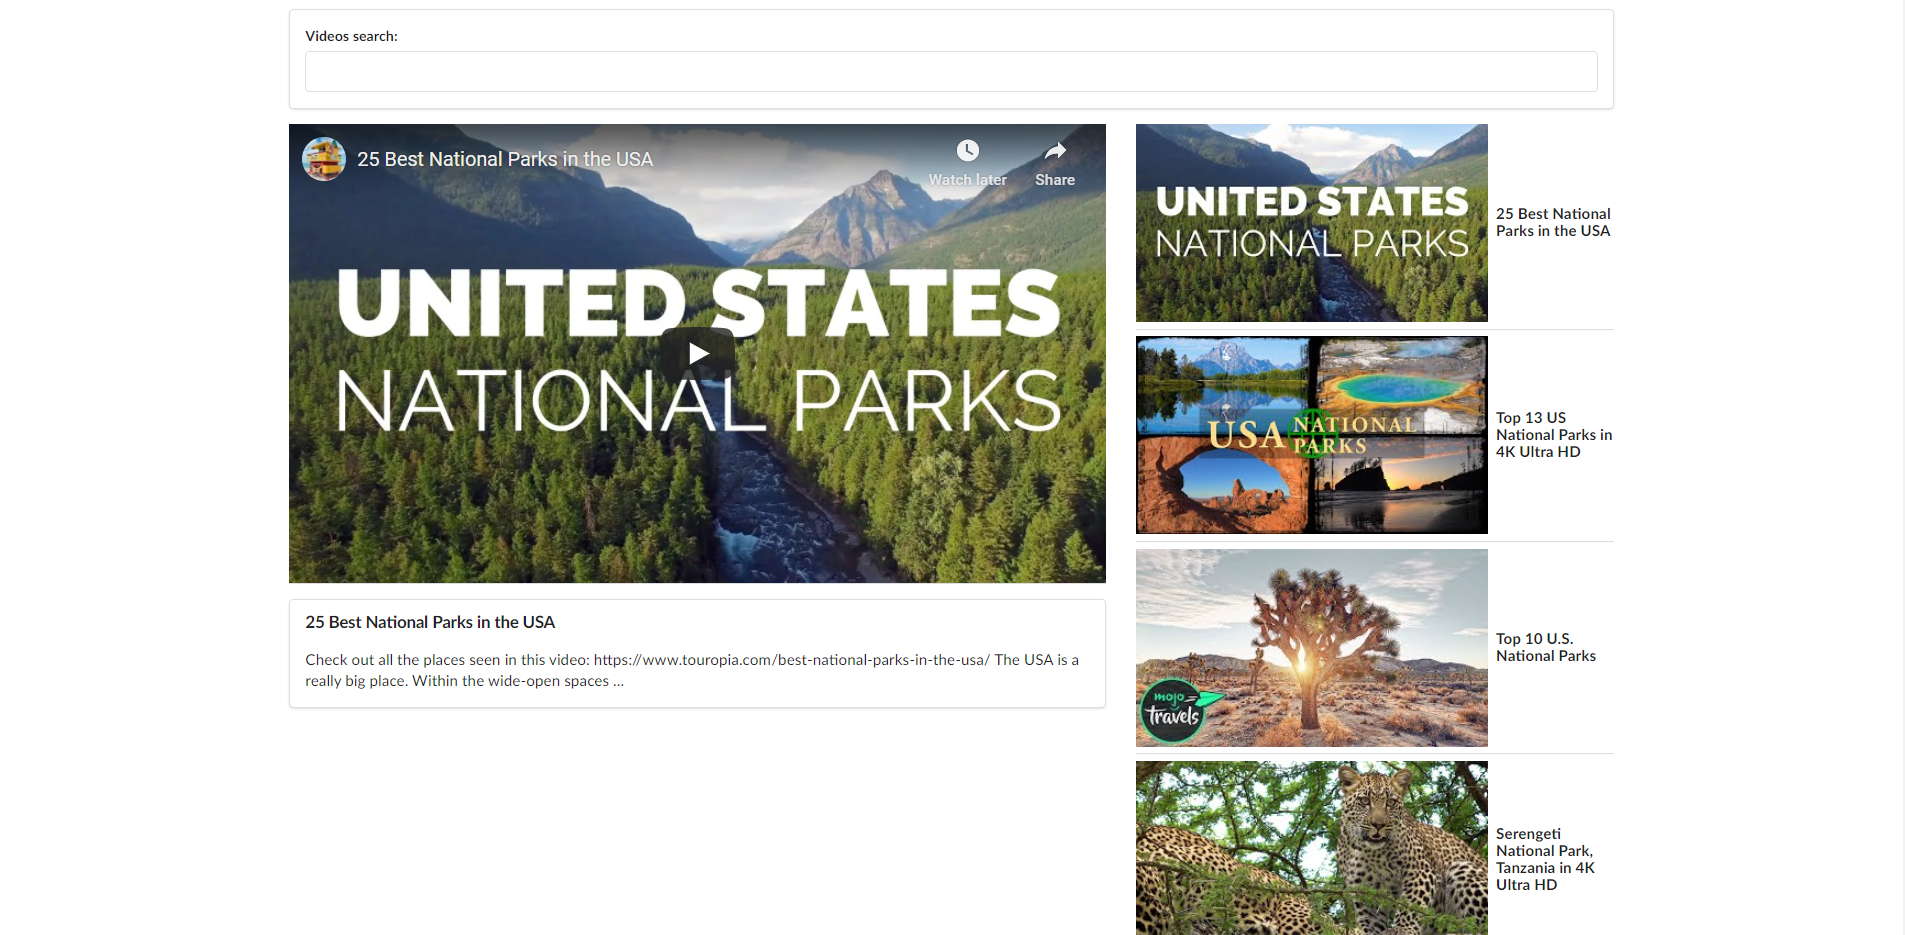 Videos search:
25 Best National Parks in the USA
Watch later
Share
UNITED STATES
NATIONAL PARKS
25 Best National Parks in the USA
Check out all the places seen in this video: https://www.touropia.com/best-national-parks-in-the-usa/ The USA is a
really big place. Within the wide-open spaces ...
UNITED STATES
NATIONAL PARKS
25 Best National
Parks in the USA
USA NATIONAL
PARKS
Top 13 US
National Parks in
4K Ultra HD
mojo
travels
Top 10 U.S.
National Parks
Serengeti
National Park,
Tanzania in 4K
Ultra HD